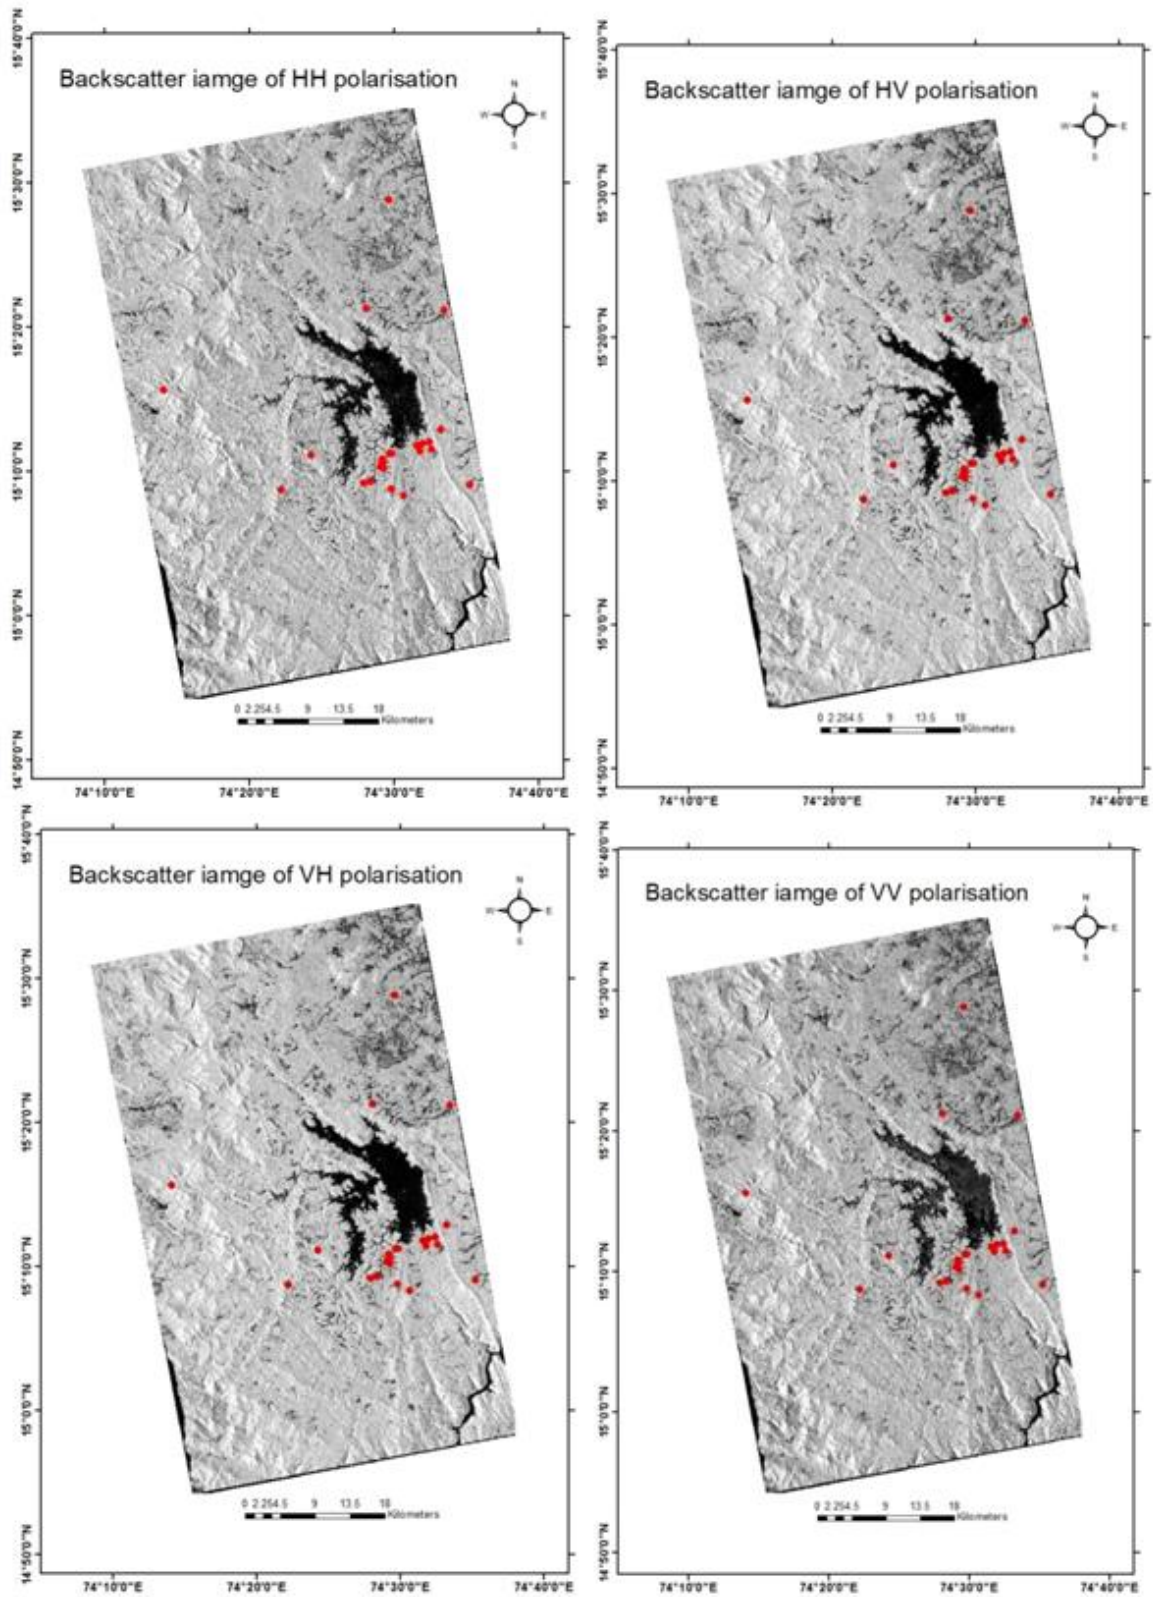 Backscatter iamge of HH polarisation
N
W E
S
15°40'0"N
15°30'0"N
15°20'0"N
15°10'0"N
15°0'0"N
14°50'0"N
0 2.254.5 9 13.5 18
Kilometers
74°10'0"E 74°20'0"E 74°30'0"E 74°40'0"E
Backscatter iamge of HV polarisation
N
W E
S
15°40'0"N
15°30'0"N
15°20'0"N
15°10'0"N
15°0'0"N
14°50'0"N
0 2.254.5 9 13.5 18
Kilometers
74°10'0"E 74°20'0"E 74°30'0"E 74°40'0"E
Backscatter iamge of VH polarisation
N
W E
S
15°40'0"N
15°30'0"N
15°20'0"N
15°10'0"N
15°0'0"N
14°50'0"N
0 2.254.5 9 13.5 18
Kilometers
74°10'0"E 74°20'0"E 74°30'0"E 74°40'0"E
Backscatter iamge of VV polarisation
N
W E
S
15°40'0"N
15°30'0"N
15°20'0"N
15°10'0"N
15°0'0"N
14°50'0"N
0 2.254.5 9 13.5 18
Kilometers
74°10'0"E 74°20'0"E 74°30'0"E 74°40'0"E